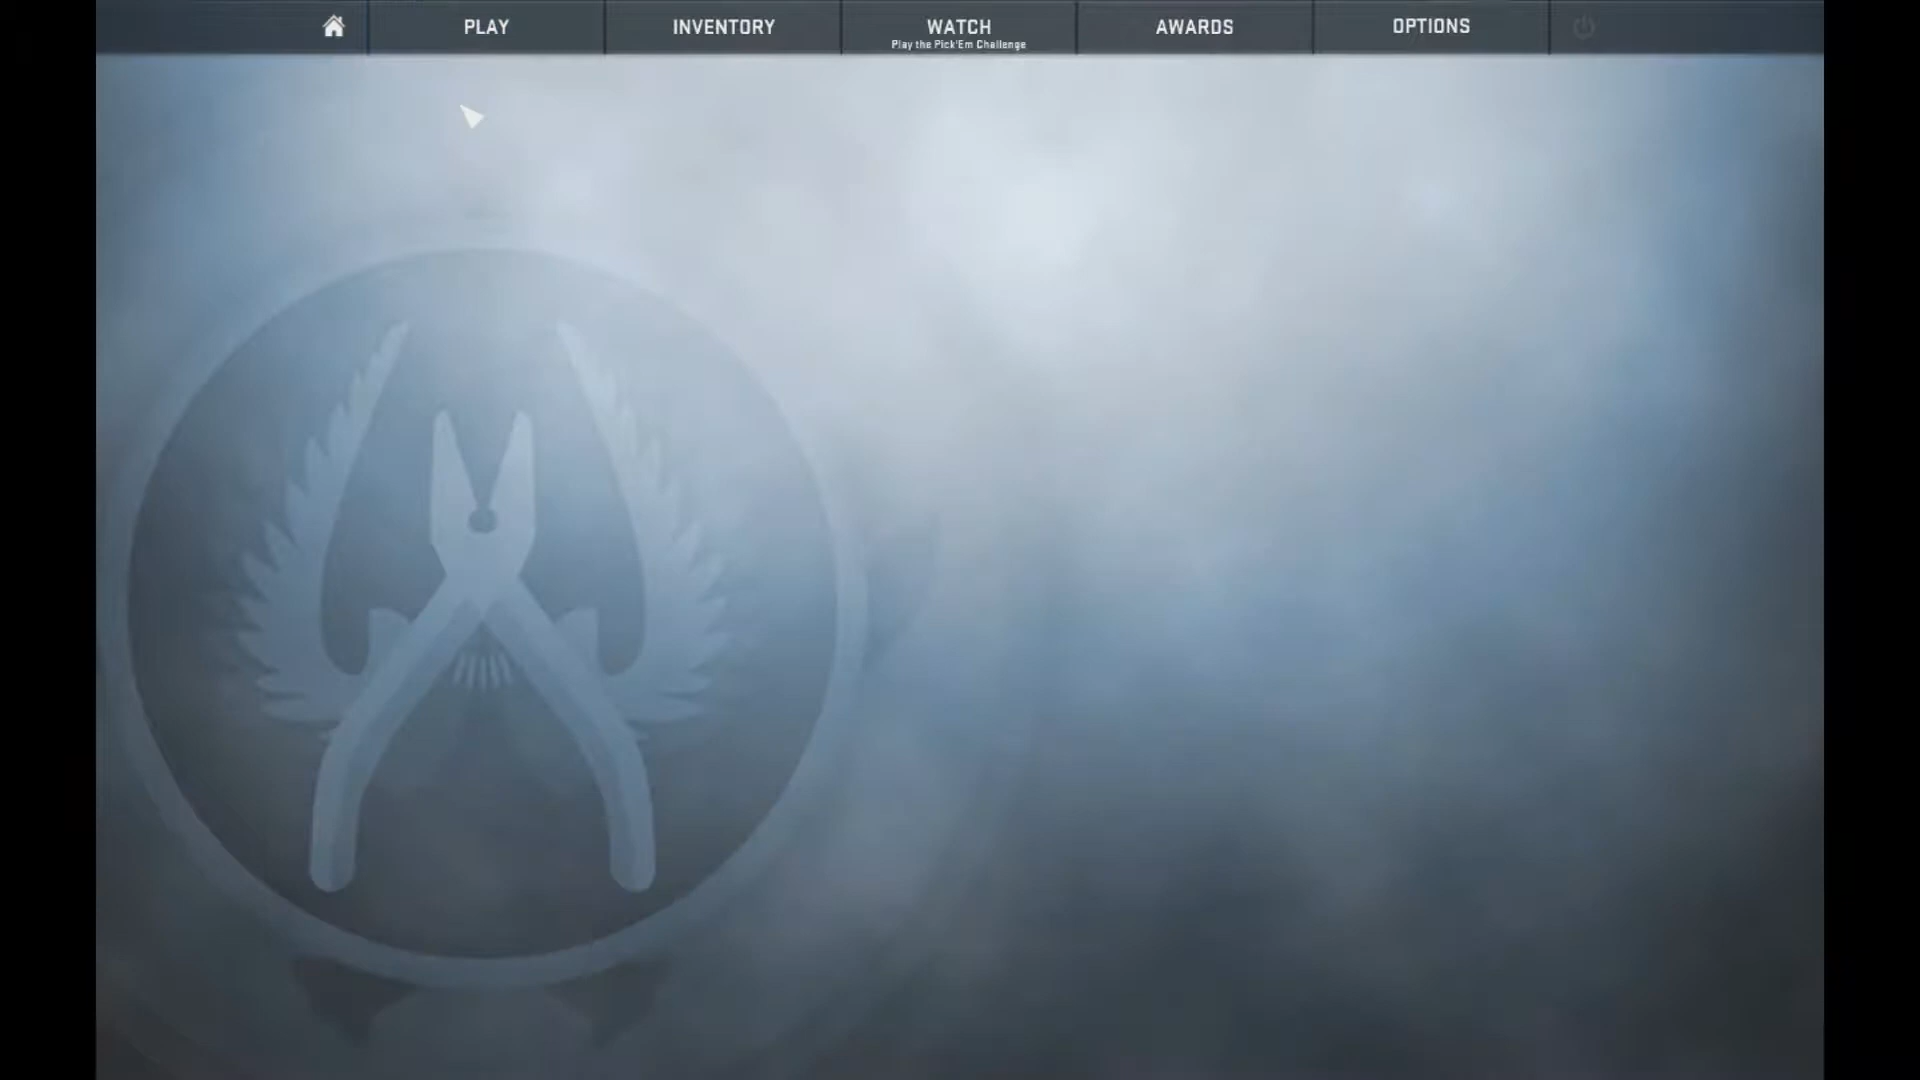 PLAY
INVENTORY
WATCH
Play the Pick'Em Challenge
AWARDS
OPTIONS